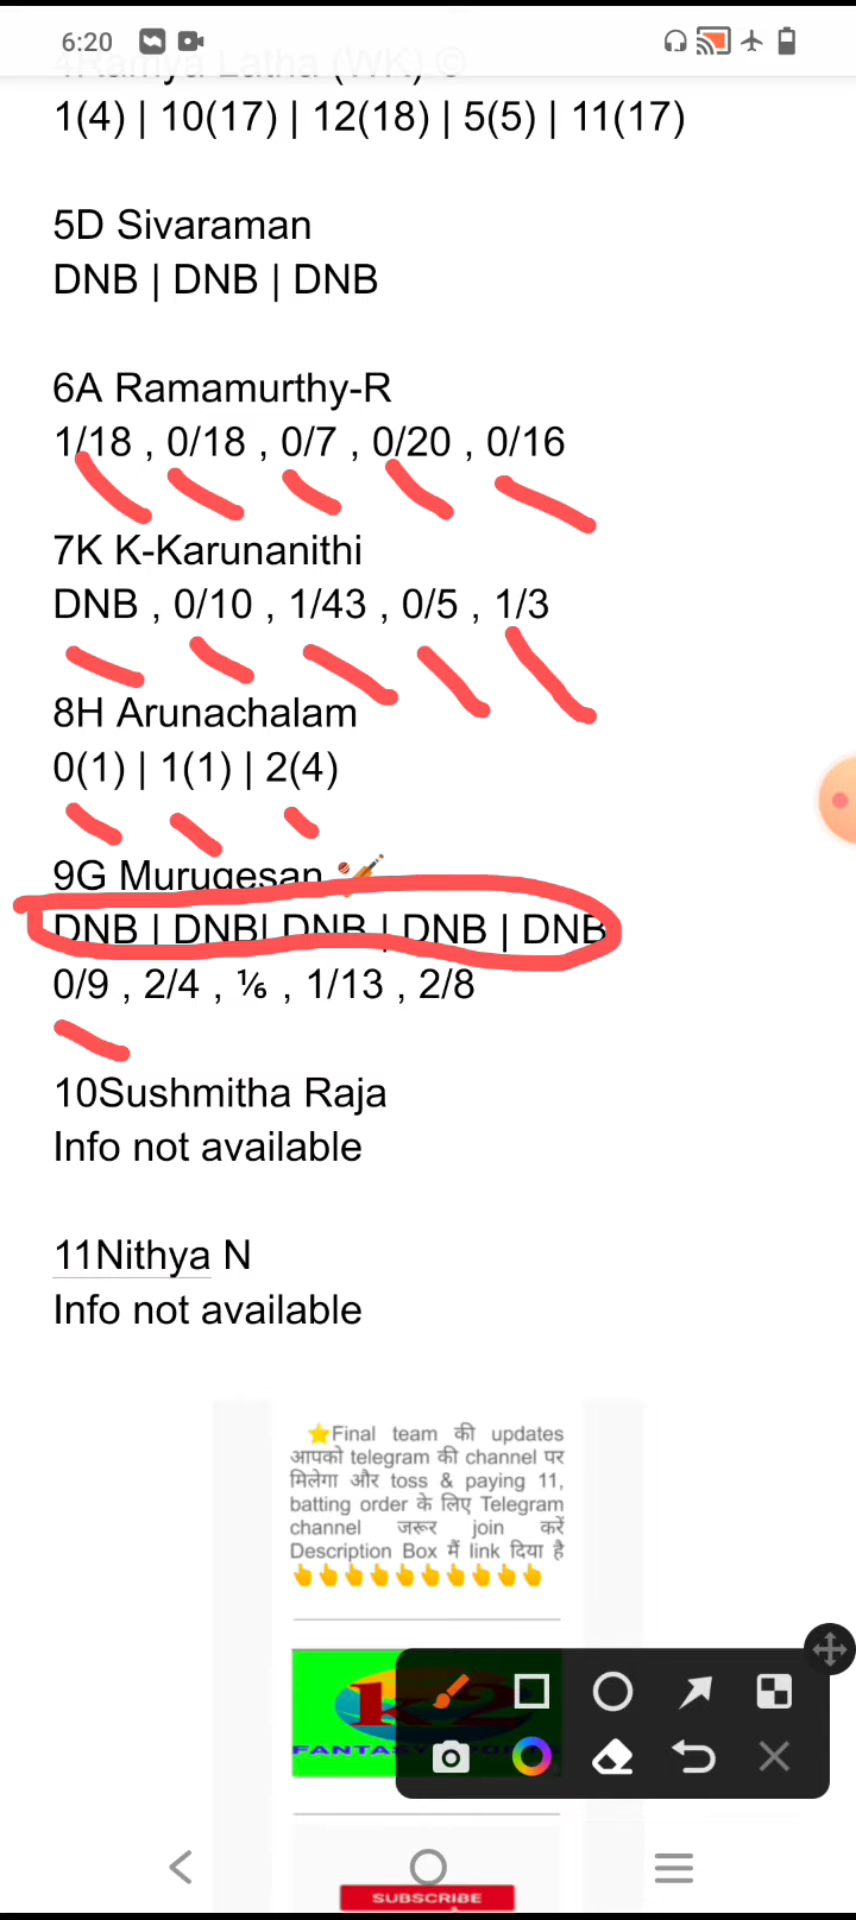 6:20
4Ramya Latha (WK) ©
1(4) | 10(17) | 12(18) | 5(5) | 11(17)
5D Sivaraman
DNB | DNB | DNB
6A Ramamurthy-R
1/18 , 0/18 , 0/7 , 0/20 , 0/16
7K K-Karunanithi
DNB , 0/10 , 1/43 , 0/5 , 1/3
8H Arunachalam
0(1) | 1(1) | 2(4)
9G Murugesan
DNB | DNB| DNB | DNB | DNB
0/9 , 2/4 , ⅙ , 1/13 , 2/8
10Sushmitha Raja
Info not available
11Nithya N
Info not available
⭐Final team की updates
आपको telegram की channel पर
मिलेगा और toss & paying 11,
batting order के लिए Telegram
channel जरूर join करें
Description Box मैं link दिया है
👆👆👆👆👆👆👆👆👆👆
k2
SUBSCRIBE